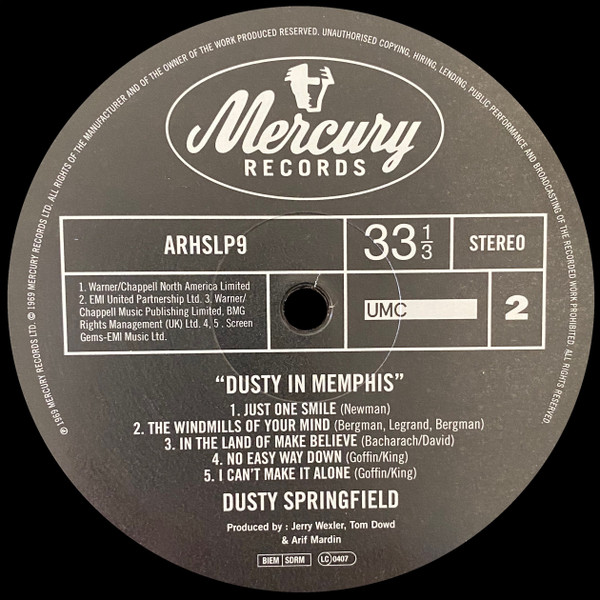 ℗ 1969 MERCURY RECORDS LTD. © 1969 MERCURY RECORDS LTD. ALL RIGHTS OF THE MANUFACTURER AND OF THE OWNER OF THE WORK PRODUCED RESERVED. UNAUTHORISED COPYING, HIRING, LENDING, PUBLIC PERFORMANCE AND BROADCASTING OF THE RECORDED WORK PROHIBITED. ALL RIGHTS RESERVED.
Mercury
RECORDS
ARHSLP9
33 1/3
STEREO
1. Warner/Chappell North America Limited
2. EMI United Partnership Ltd. 3. Warner/
Chappell Music Publishing Limited, BMG
Rights Management (UK) Ltd. 4, 5 . Screen
Gems-EMI Music Ltd.
UMC
2
“DUSTY IN MEMPHIS”
1. JUST ONE SMILE (Newman)
2. THE WINDMILLS OF YOUR MIND (Bergman, Legrand, Bergman)
3. IN THE LAND OF MAKE BELIEVE (Bacharach/David)
4. NO EASY WAY DOWN (Goffin/King)
5. I CAN'T MAKE IT ALONE (Goffin/King)
DUSTY SPRINGFIELD
Produced by : Jerry Wexler, Tom Dowd
& Arif Mardin
BIEM SDRM LC 0407